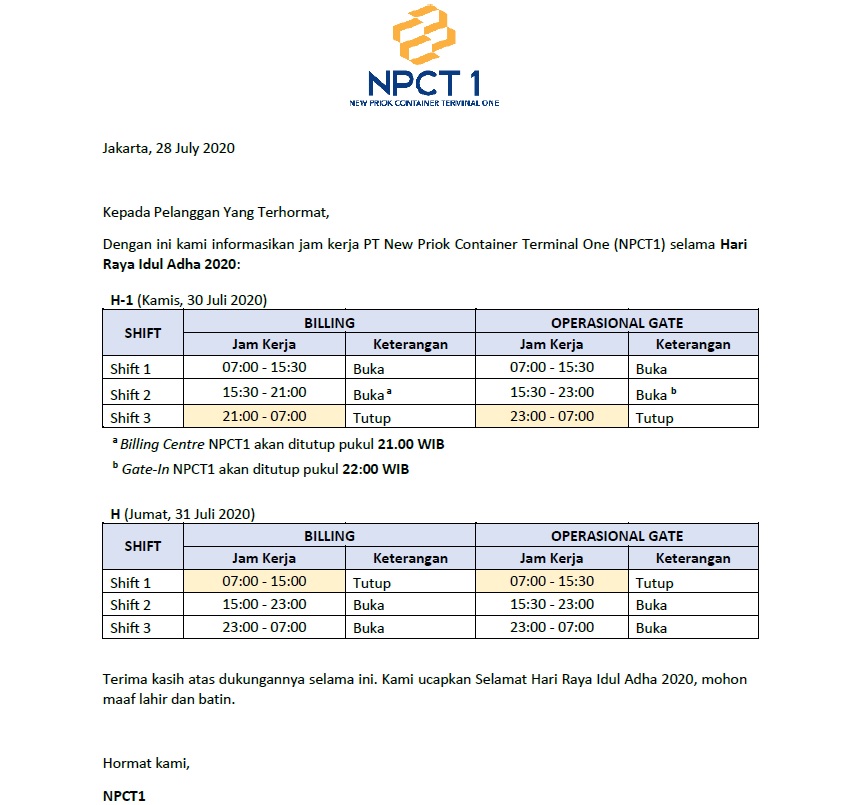 NPCT 1
NEW PRIOK CONTAINER TERMINAL ONE
Jakarta, 28 July 2020
Kepada Pelanggan Yang Terhormat,
Dengan ini kami informasikan jam kerja PT New Priok Container Terminal One (NPCT1) selama Hari
Raya Idul Adha 2020:
H-1 (Kamis, 30 Juli 2020)
SHIFT BILLING OPERASIONAL GATE
Jam Kerja Keterangan Jam Kerja Keterangan
Shift 1 07:00 - 15:30 Buka 07:00 - 15:30 Buka
Shift 2 15:30 - 21:00 Buka a 15:30 - 23:00 Buka b
Shift 3 21:00 - 07:00 Tutup 23:00 - 07:00 Tutup
a Billing Centre NPCT1 akan ditutup pukul 21.00 WIB
b Gate-In NPCT1 akan ditutup pukul 22:00 WIB
H (Jumat, 31 Juli 2020)
SHIFT BILLING OPERASIONAL GATE
Jam Kerja Keterangan Jam Kerja Keterangan
Shift 1 07:00 - 15:00 Tutup 07:00 - 15:30 Tutup
Shift 2 15:00 - 23:00 Buka 15:30 - 23:00 Buka
Shift 3 23:00 - 07:00 Buka 23:00 - 07:00 Buka
Terima kasih atas dukungannya selama ini. Kami ucapkan Selamat Hari Raya Idul Adha 2020, mohon
maaf lahir dan batin.
Hormat kami,
NPCT1